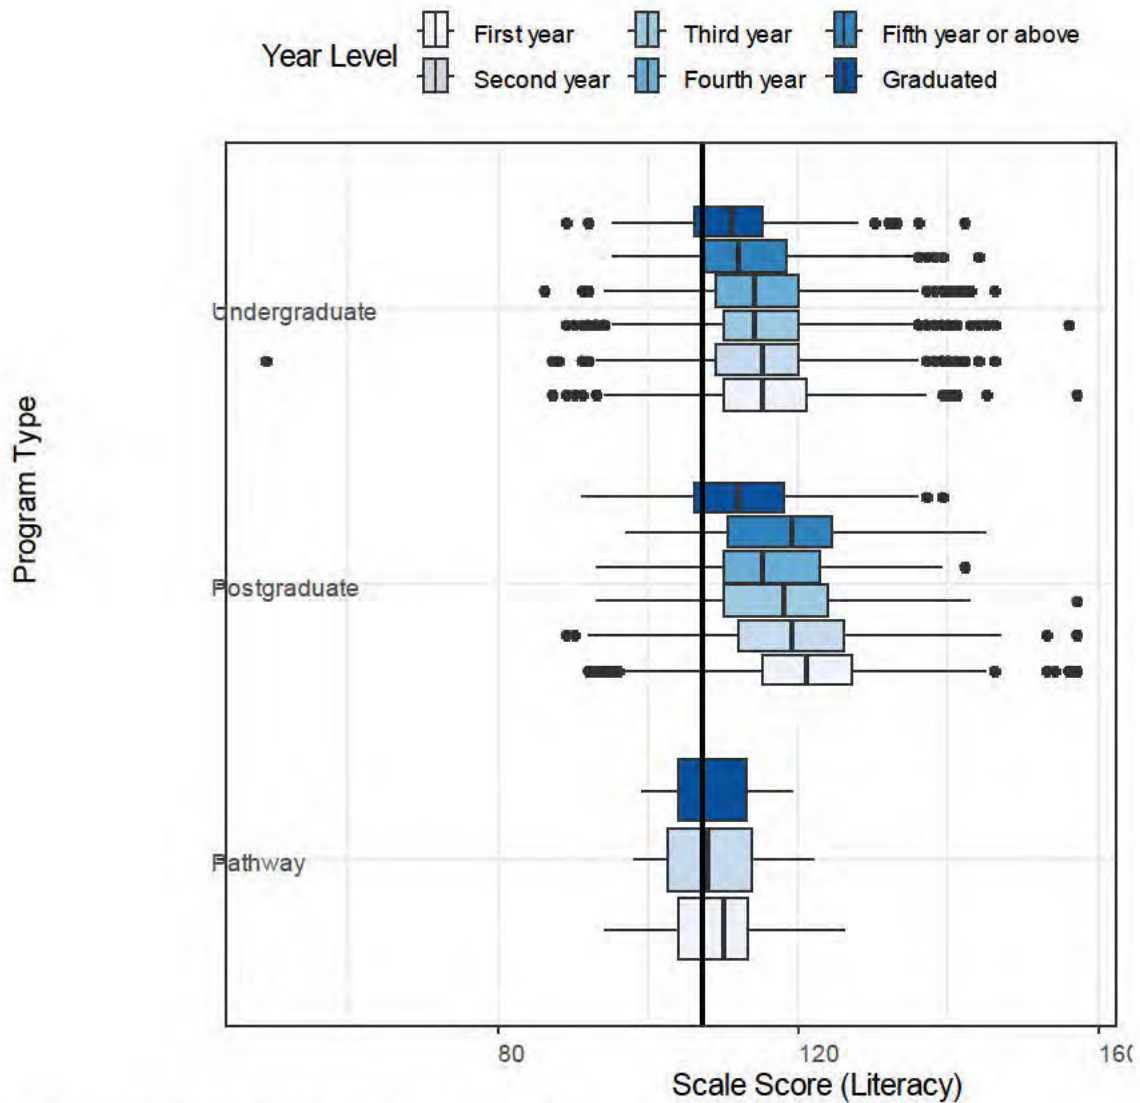 Year Level
First year
Second year
Third year
Fourth year
Fifth year or above
Graduated
Program Type
Undergraduate
Postgraduate
Pathway
80
120
Scale Score (Literacy)